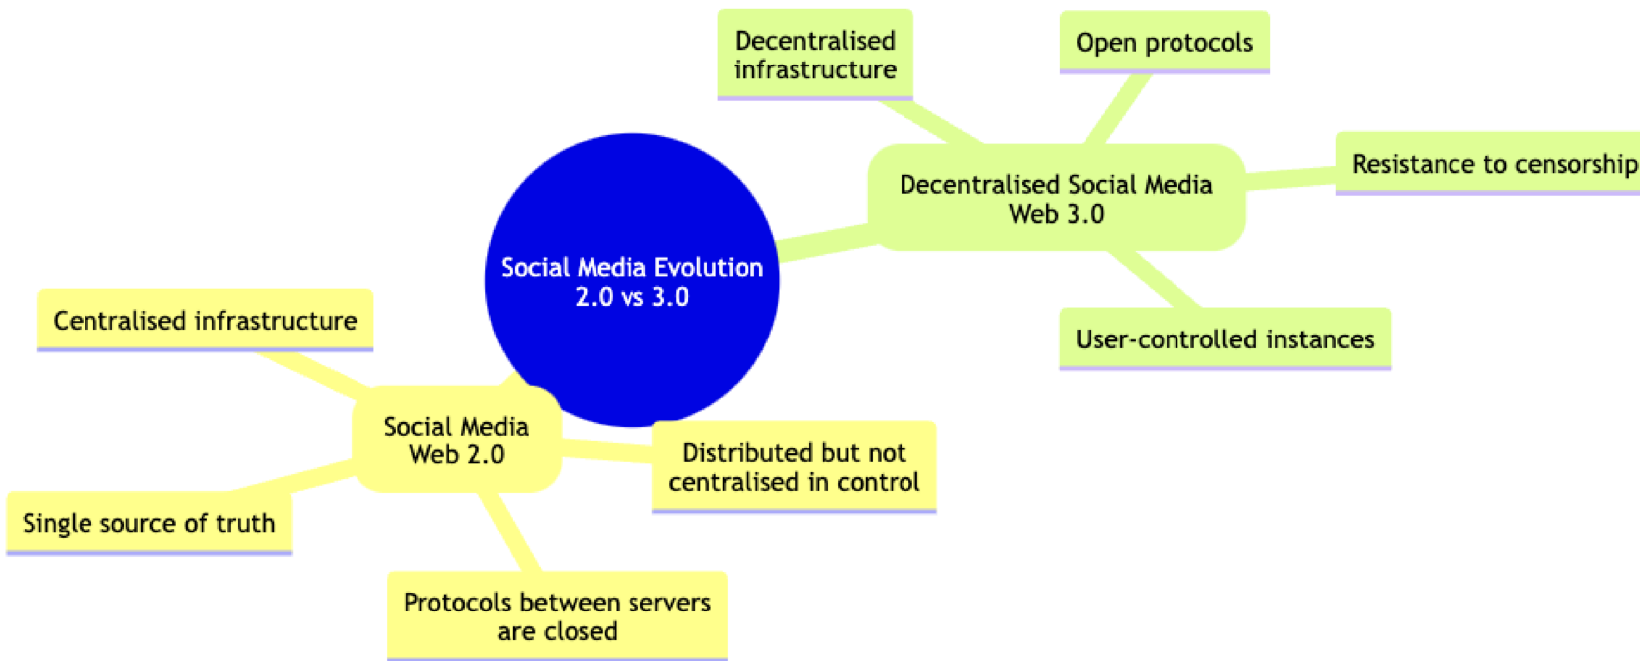 Decentralised
infrastructure
Open protocols
Decentralised Social Media
Web 3.0
Resistance to censorship
User-controlled instances
Social Media Evolution
2.0 vs 3.0
Centralised infrastructure
Social Media
Web 2.0
Distributed but not
centralised in control
Single source of truth
Protocols between servers
are closed